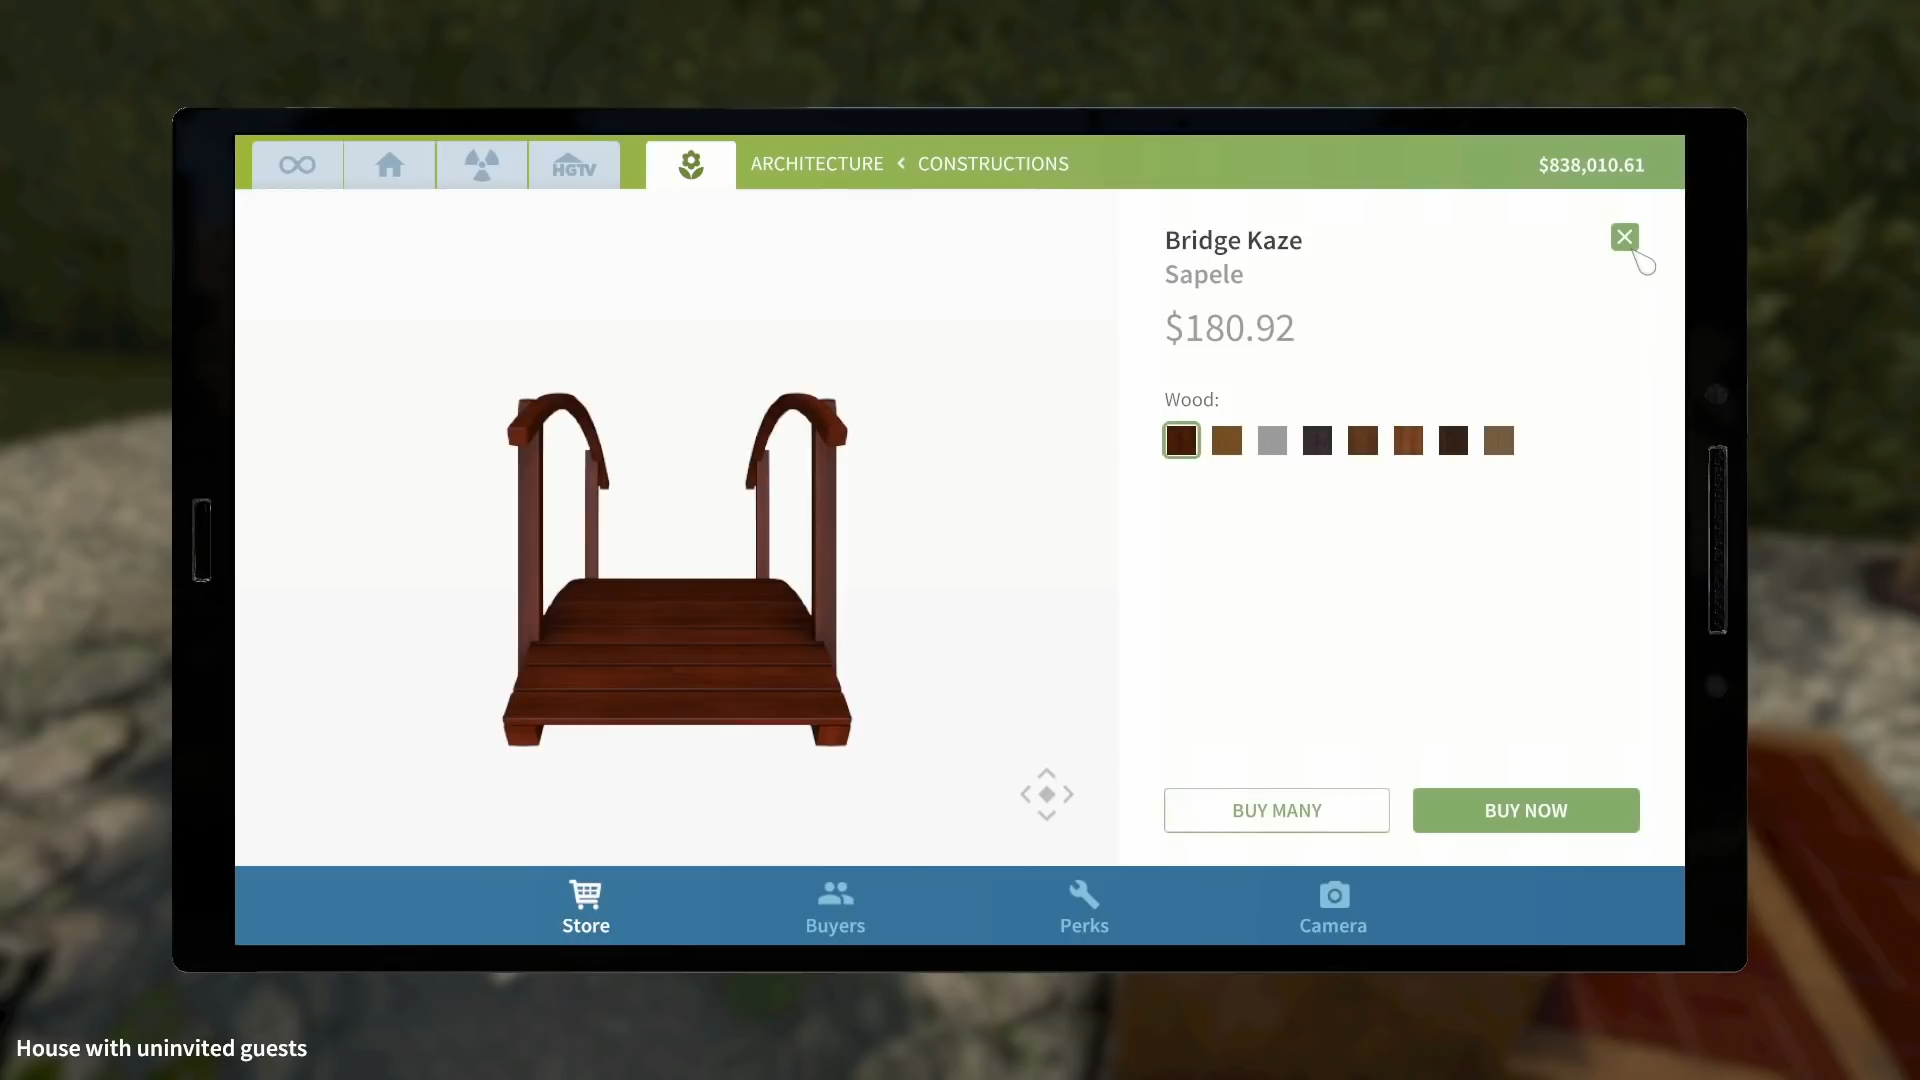 HGTV
ARCHITECTURE < CONSTRUCTIONS
$838,010.61
Bridge Kaze
Sapele
$180.92
Wood:
BUY MANY
BUY NOW
Store
Buyers
Perks
Camera
House with uninvited guests